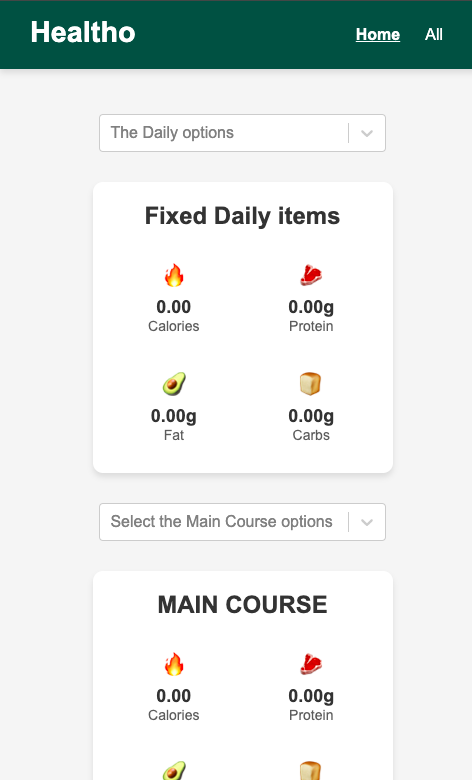 Healtho
Home All
The Daily options
Fixed Daily items
0.00 0.00g
Calories Protein
0.00g 0.00g
Fat Carbs
Select the Main Course options
MAIN COURSE
0.00 0.00g
Calories Protein